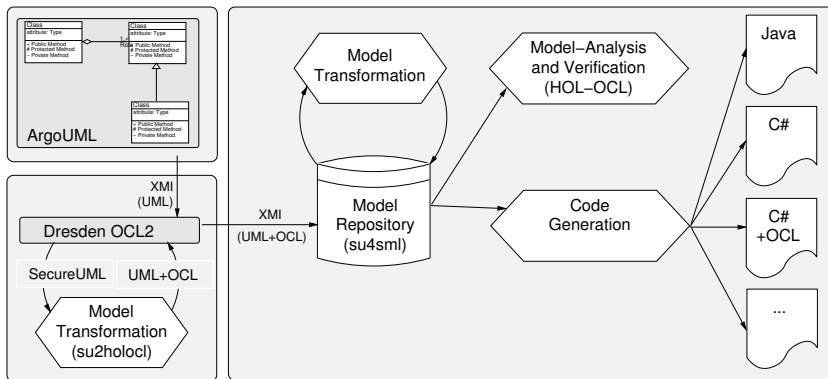 Class
attribute: Type
+ Public Method
# Protected Method
– Private Method
1..*
Role
Class
attribute: Type
+ Public Method
# Protected Method
– Private Method
Class
attribute: Type
+ Public Method
# Protected Method
– Private Method
ArgoUML
XMI
(UML)
Dresden OCL2
SecureUML
UML+OCL
Model
Transformation
(su2holocl)
XMI
(UML+OCL)
Model
Transformation
Model
Repository
(su4sml)
Model–Analysis
and Verification
(HOL–OCL)
Code
Generation
Java
C#
C#
+OCL
...